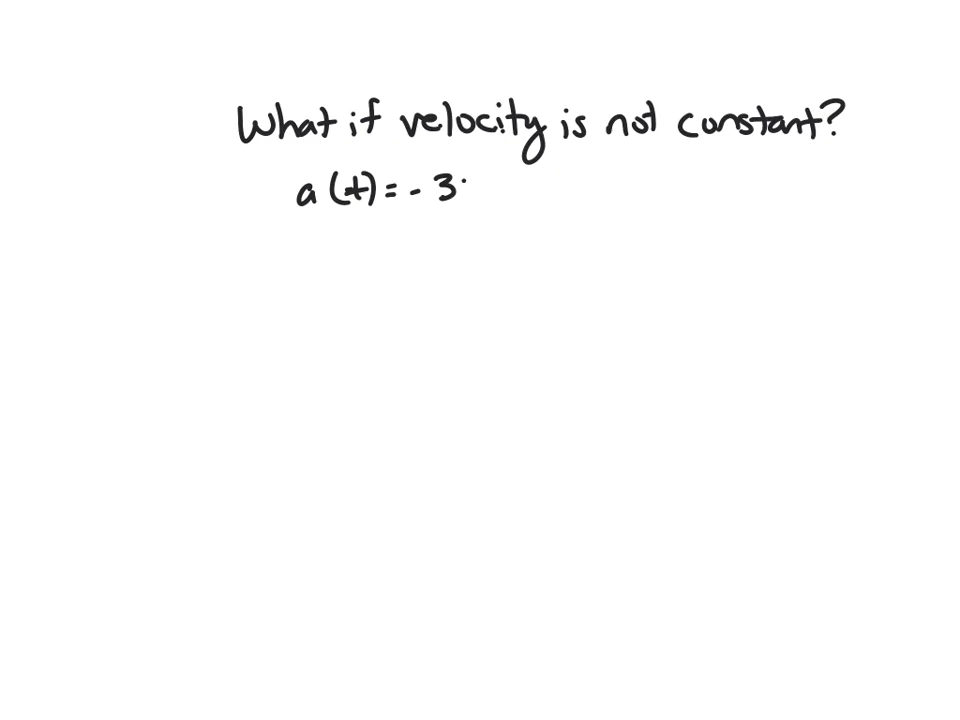 What if velocity is not constant?
a (t) = - 3.